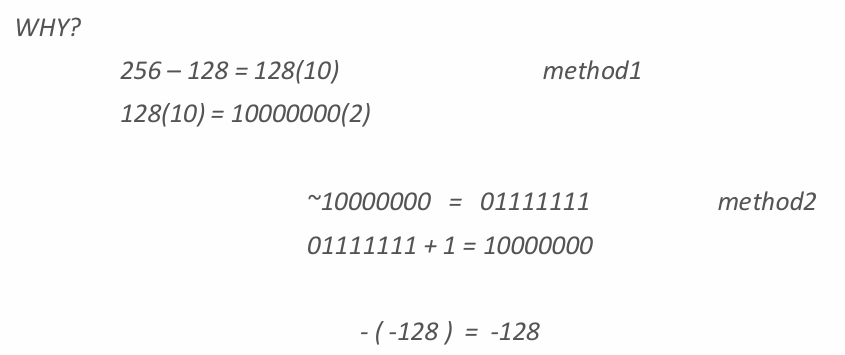 WHY?
256 – 128 = 128(10) method1
128(10) = 10000000(2)
~10000000 = 01111111 method2
01111111 + 1 = 10000000
- ( -128 ) = -128